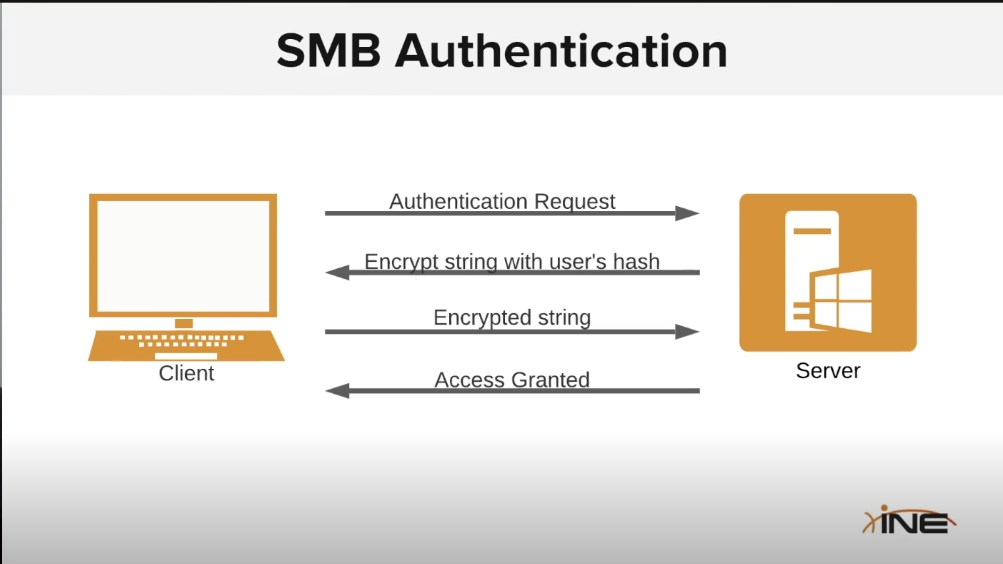 SMB Authentication
Authentication Request
Encrypt string with user's hash
Encrypted string
Access Granted
Client
Server
INE